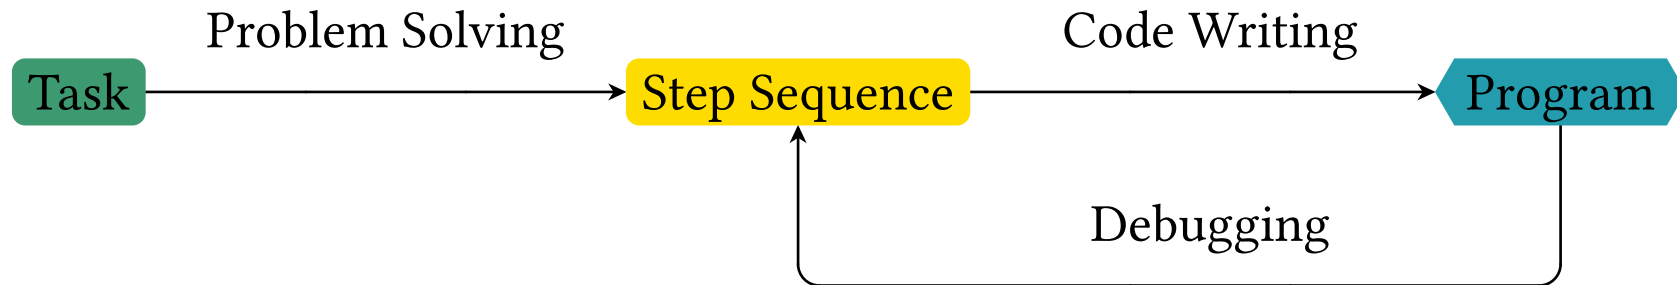 Problem Solving
Code Writing
Task
Step Sequence
Program
Debugging